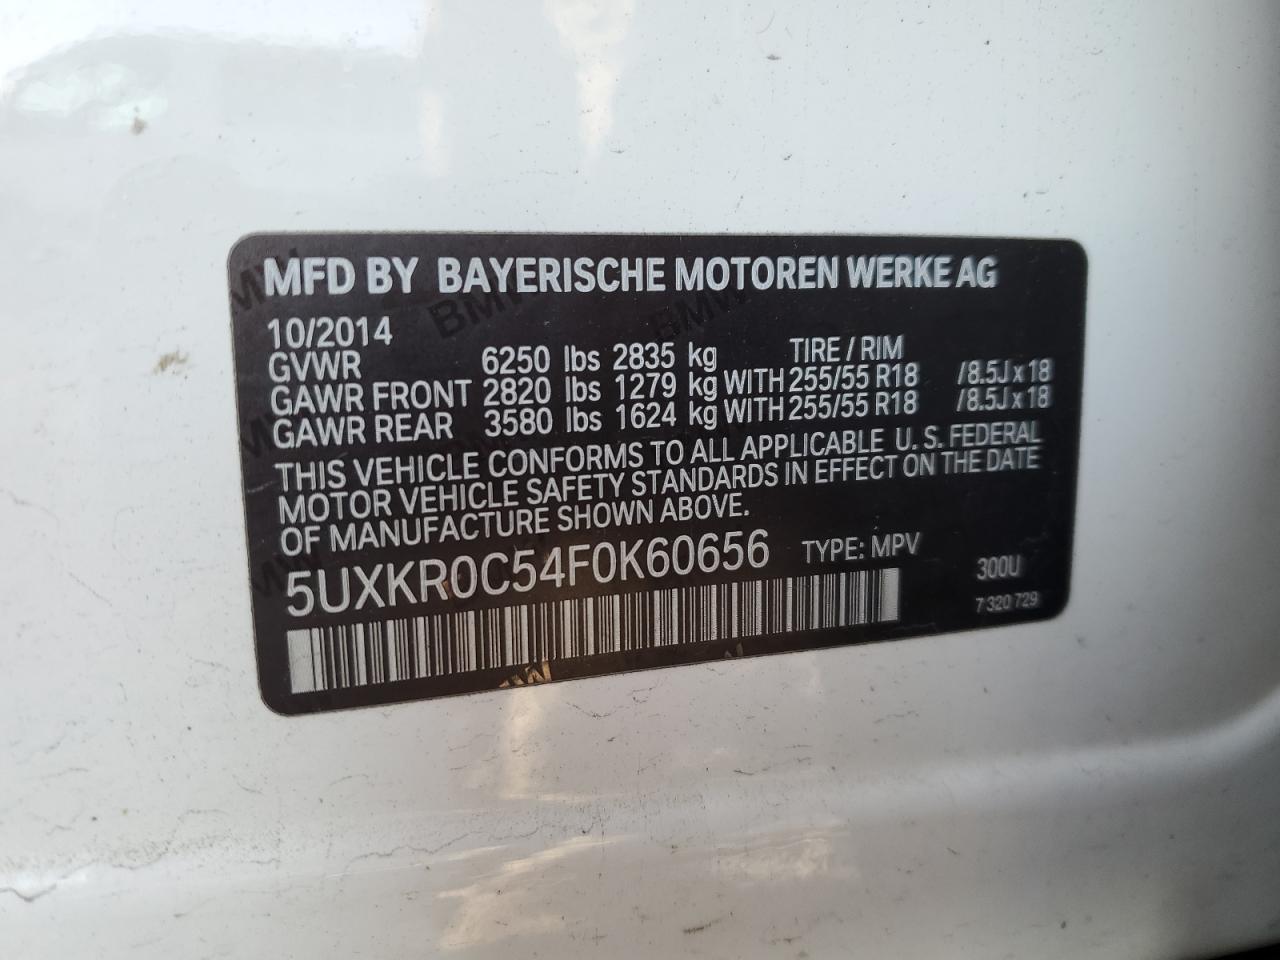 MFD BY BAYERISCHE MOTOREN WERKE AG
10/2014
GVWR 6250 lbs 2835 kg TIRE / RIM
GAWR FRONT 2820 lbs 1279 kg WITH 255/55 R18 /8.5J x 18
GAWR REAR 3580 lbs 1624 kg WITH 255/55 R18 /8.5J x 18
THIS VEHICLE CONFORMS TO ALL APPLICABLE U. S. FEDERAL
MOTOR VEHICLE SAFETY STANDARDS IN EFFECT ON THE DATE
OF MANUFACTURE SHOWN ABOVE.
5UXKR0C54F0K60656 TYPE: MPV
300U
7 320 729